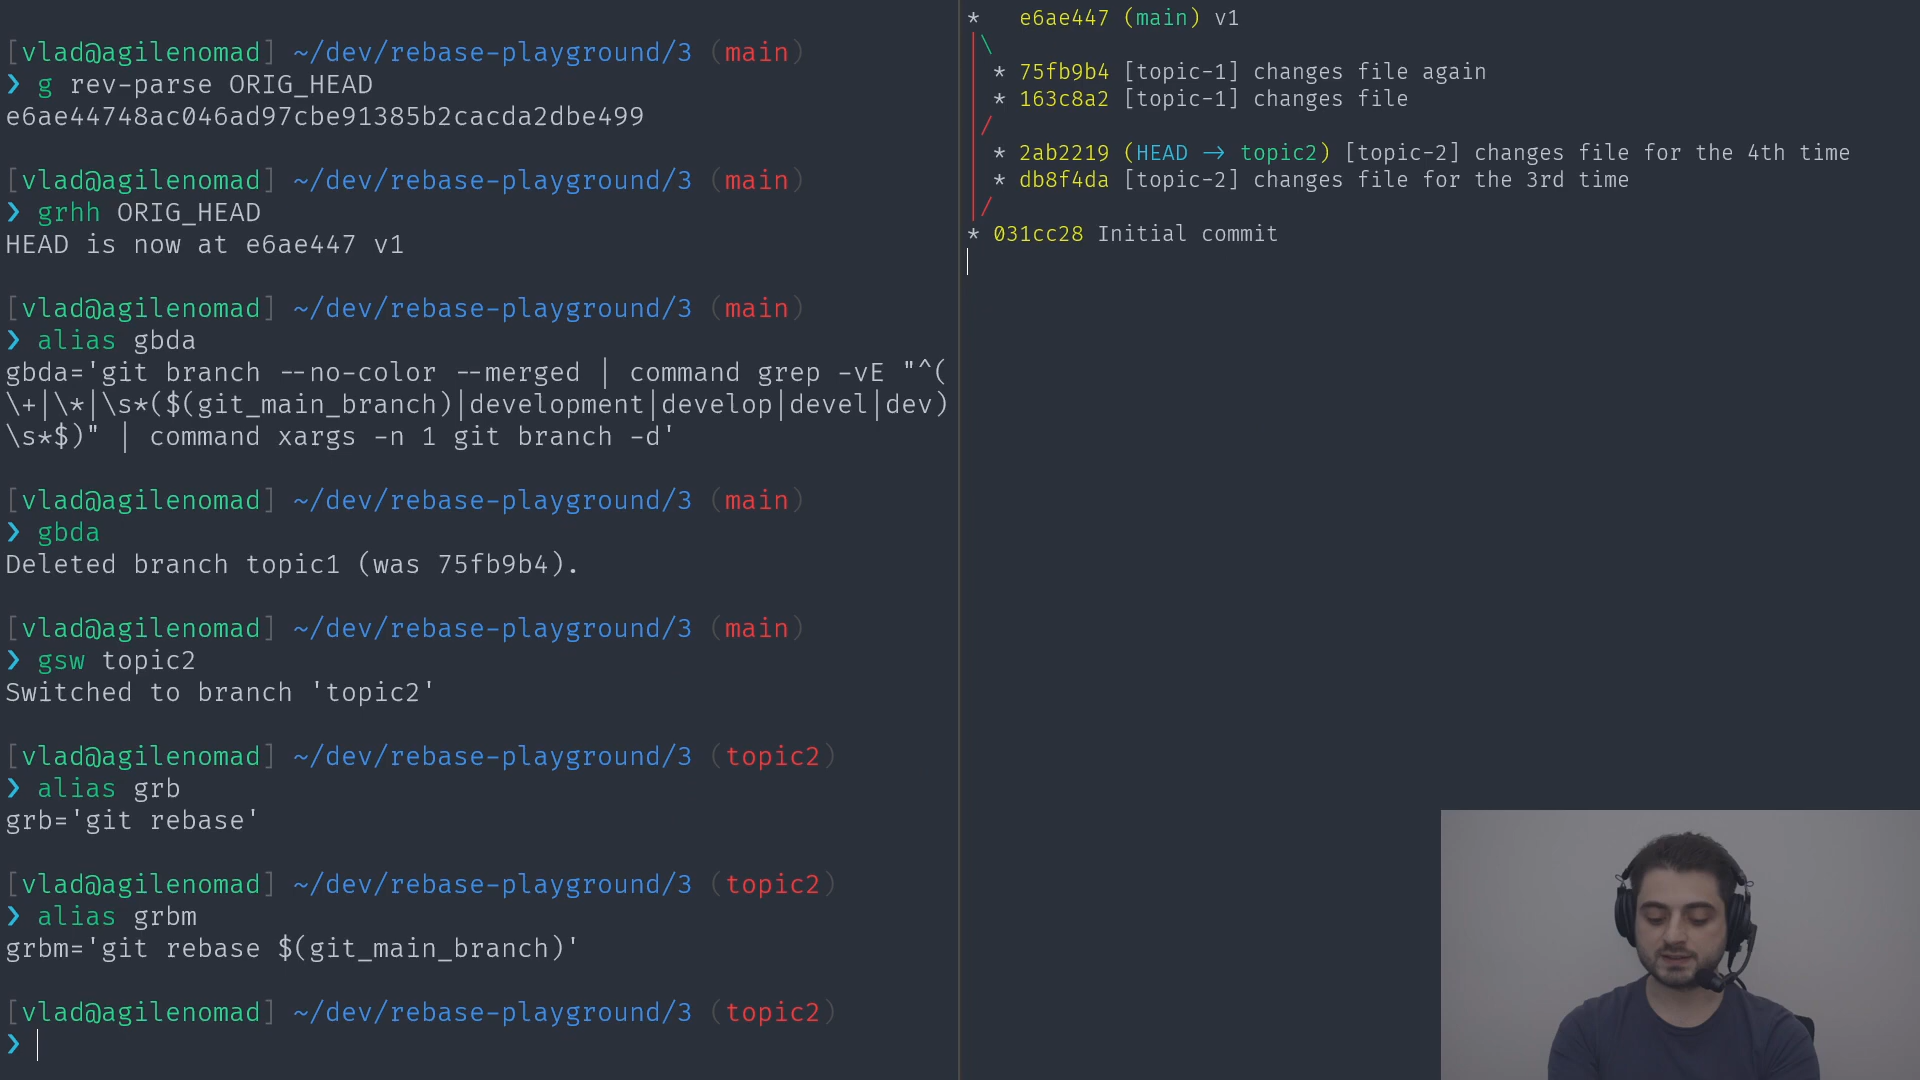 [vlad@agilenomad] ~/dev/rebase-playground/3 (main)
❯ g rev-parse ORIG_HEAD
e6ae44748ac046ad97cbe91385b2cacda2dbe499
[vlad@agilenomad] ~/dev/rebase-playground/3 (main)
❯ grhh ORIG_HEAD
HEAD is now at e6ae447 v1
[vlad@agilenomad] ~/dev/rebase-playground/3 (main)
❯ alias gbda
gbda='git branch --no-color --merged | command grep -vE "^(
\+|\*|\s*($(git_main_branch)|development|develop|devel|dev)
\s*$)" | command xargs -n 1 git branch -d'
[vlad@agilenomad] ~/dev/rebase-playground/3 (main)
❯ gbda
Deleted branch topic1 (was 75fb9b4).
[vlad@agilenomad] ~/dev/rebase-playground/3 (main)
❯ gsw topic2
Switched to branch 'topic2'
[vlad@agilenomad] ~/dev/rebase-playground/3 (topic2)
❯ alias grb
grb='git rebase'
[vlad@agilenomad] ~/dev/rebase-playground/3 (topic2)
❯ alias grbm
grbm='git rebase $(git_main_branch)'
[vlad@agilenomad] ~/dev/rebase-playground/3 (topic2)
❯
*   e6ae447 (main) v1
|\
| * 75fb9b4 [topic-1] changes file again
| * 163c8a2 [topic-1] changes file
|/
| * 2ab2219 (HEAD -> topic2) [topic-2] changes file for the 4th time
| * db8f4da [topic-2] changes file for the 3rd time
|/
* 031cc28 Initial commit